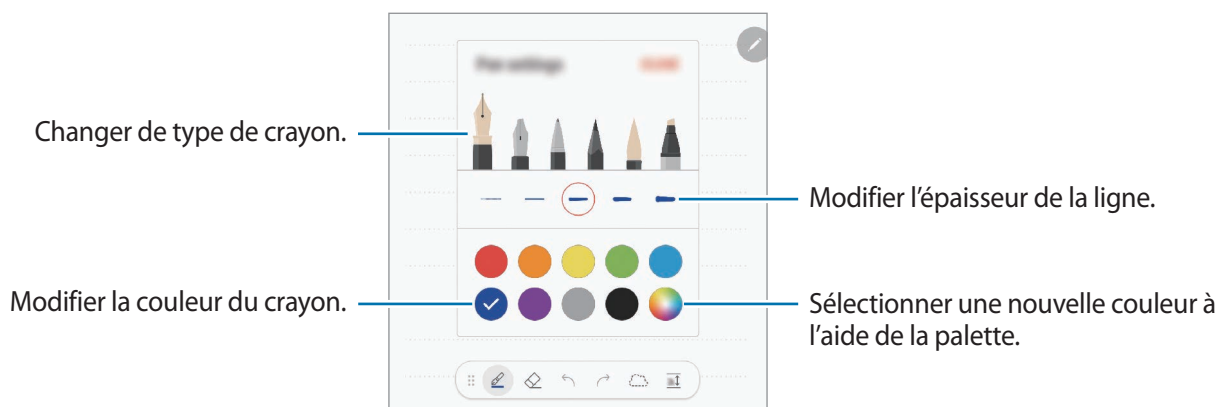 Changer de type de crayon.
Modifier l'épaisseur de la ligne.
Modifier la couleur du crayon.
Sélectionner une nouvelle couleur à
l'aide de la palette.